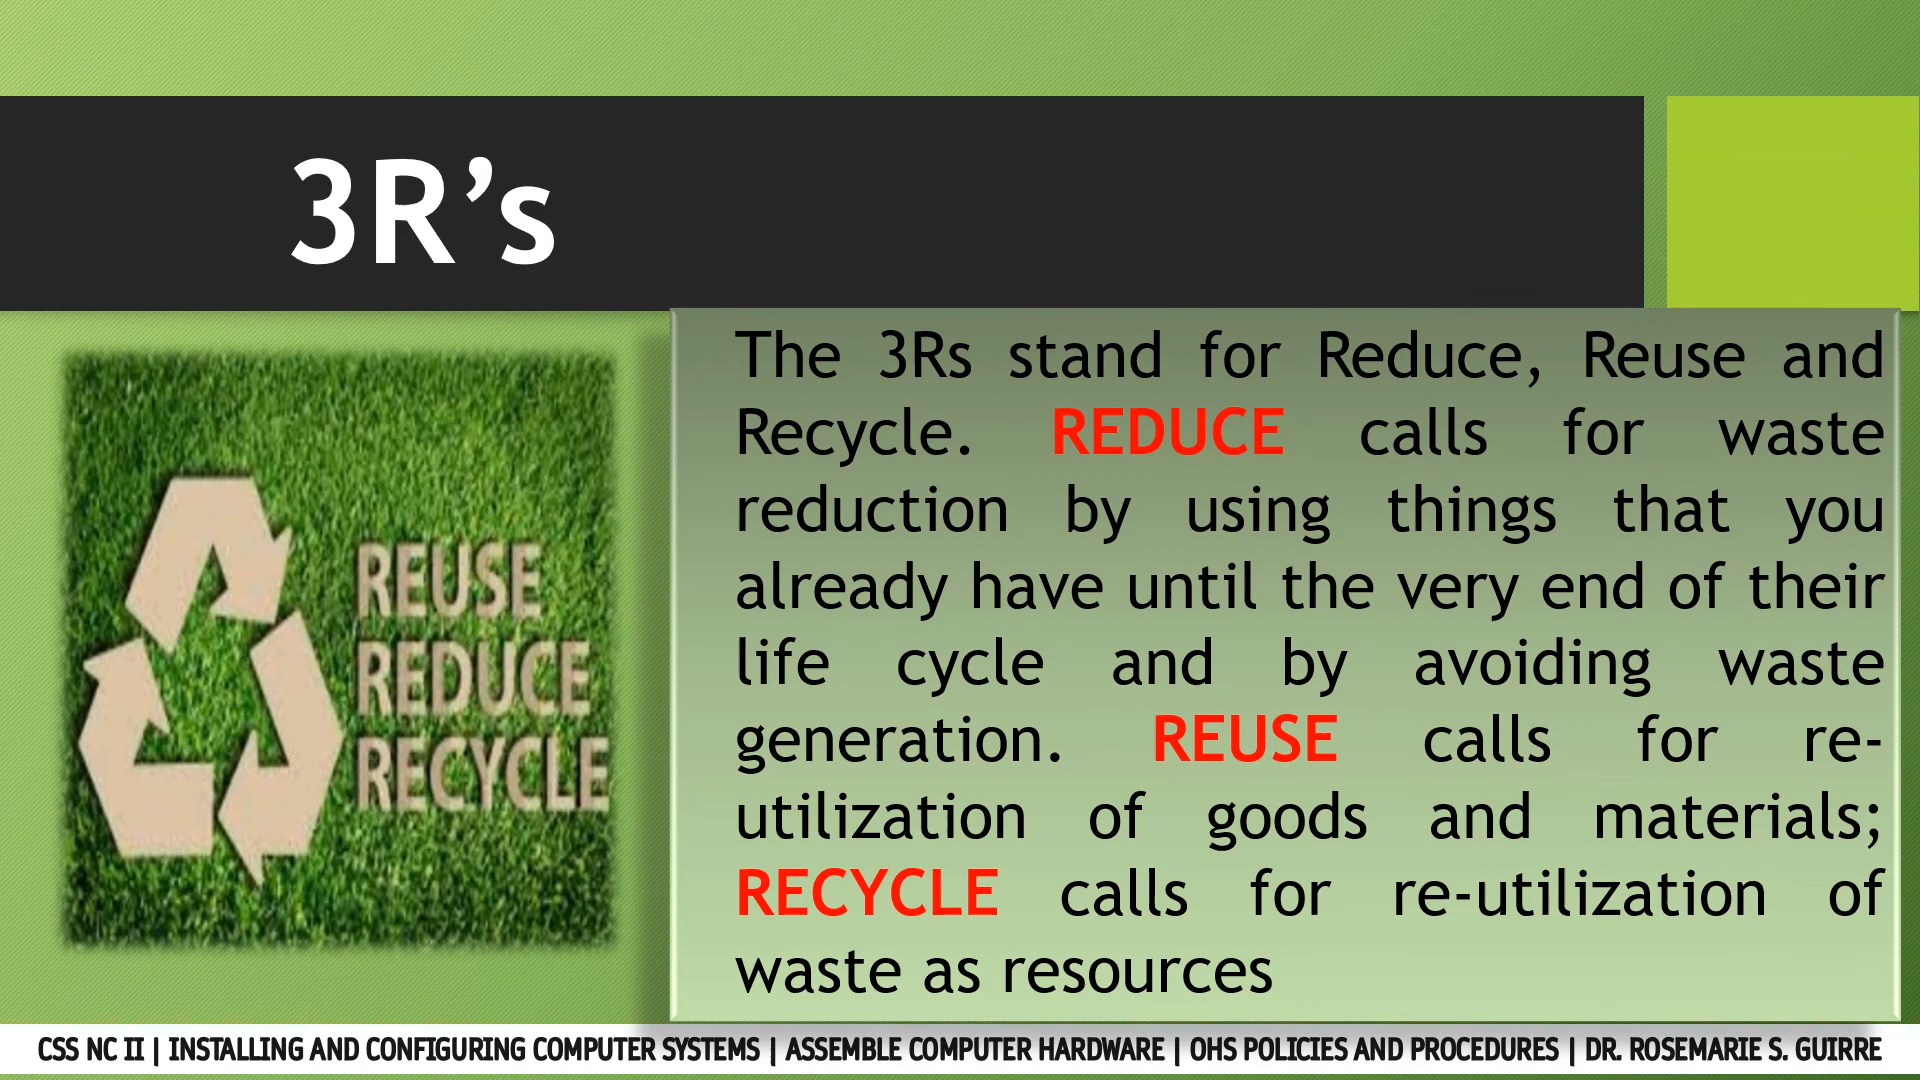 3R’s
REUSE
REDUCE
RECYCLE
The 3Rs stand for Reduce, Reuse and
Recycle. REDUCE calls for waste
reduction by using things that you
already have until the very end of their
life cycle and by avoiding waste
generation. REUSE calls for re-
utilization of goods and materials;
RECYCLE calls for re-utilization of
waste as resources
CSS NC II | INSTALLING AND CONFIGURING COMPUTER SYSTEMS | ASSEMBLE COMPUTER HARDWARE | OHS POLICIES AND PROCEDURES | DR. ROSEMARIE S. GUIRRE